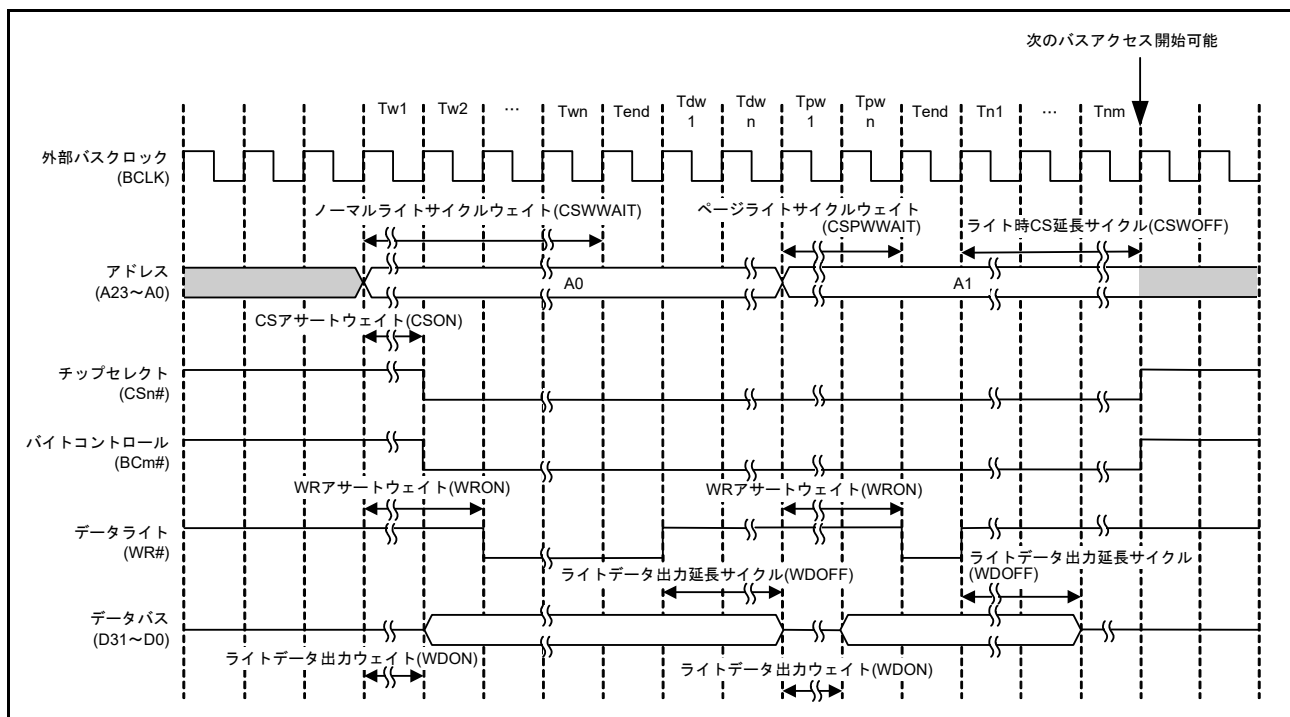 次のバスアクセス開始可能
Tw1
Tw2
…
Twn
Tend
Tdw
1
Tdw
n
Tpw
1
Tpw
n
Tend
Tn1
…
Tnm
外部バスクロック
(BCLK)
ノーマルライトサイクルウェイト(CSWWAIT)
ページライトサイクルウェイト
(CSPWWAIT)
ライト時CS延長サイクル(CSWOFF)
アドレス
(A23～A0)
A0
A1
CSアサートウェイト(CSON)
チップセレクト
(CSn#)
バイトコントロール
(BCm#)
WRアサートウェイト(WRON)
WRアサートウェイト(WRON)
データライト
(WR#)
ライトデータ出力延長サイクル(WDOFF)
ライトデータ出力延長サイクル
(WDOFF)
データバス
(D31～D0)
ライトデータ出力ウェイト(WDON)
ライトデータ出力ウェイト(WDON)